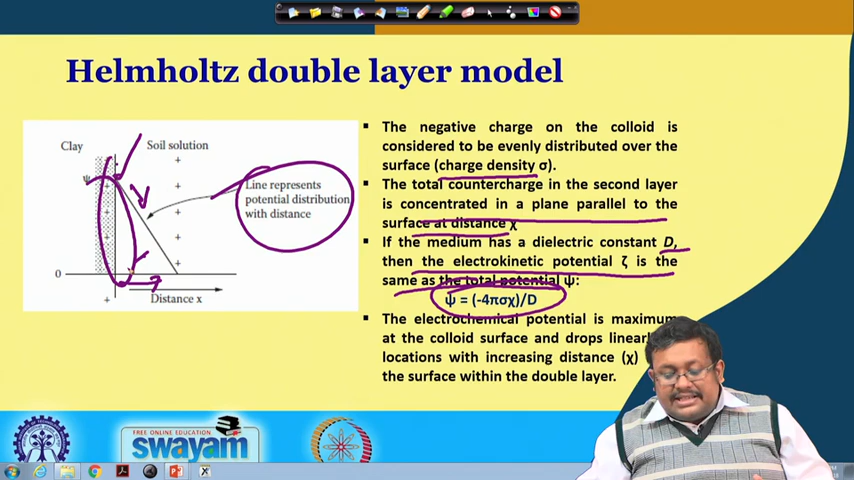 Helmholtz double layer model
Clay
Soil solution
Ψ
Line represents
potential distribution
with distance
0
Distance x
▪ The negative charge on the colloid is
considered to be evenly distributed over the
surface (charge density σ).
▪ The total countercharge in the second layer
is concentrated in a plane parallel to the
surface at distance χ
▪ If the medium has a dielectric constant D,
then the electrokinetic potential ζ is the
same as the total potential ψ:
ψ = (-4πσχ)/D
▪ The electrochemical potential is maximum
at the colloid surface and drops linearl
locations with increasing distance (χ)
the surface within the double layer.
FREE ONLINE EDUCATION
swayam